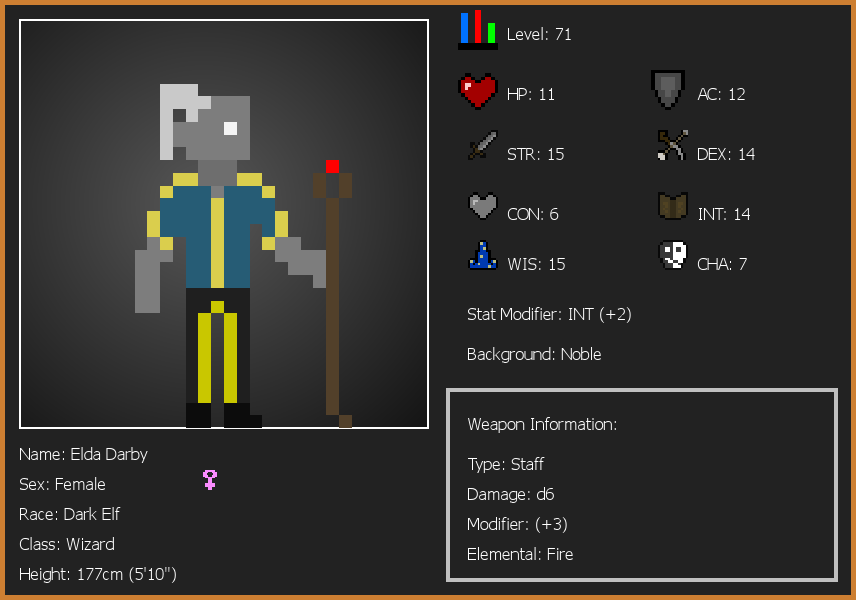 Level: 71
HP: 11
AC: 12
STR: 15
DEX: 14
CON: 6
INT: 14
WIS: 15
CHA: 7
Stat Modifier: INT (+2)
Background: Noble
Weapon Information:
Type: Staff
Damage: d6
Modifier: (+3)
Elemental: Fire
Name: Elda Darby
Sex: Female
Race: Dark Elf
Class: Wizard
Height: 177cm (5'10")